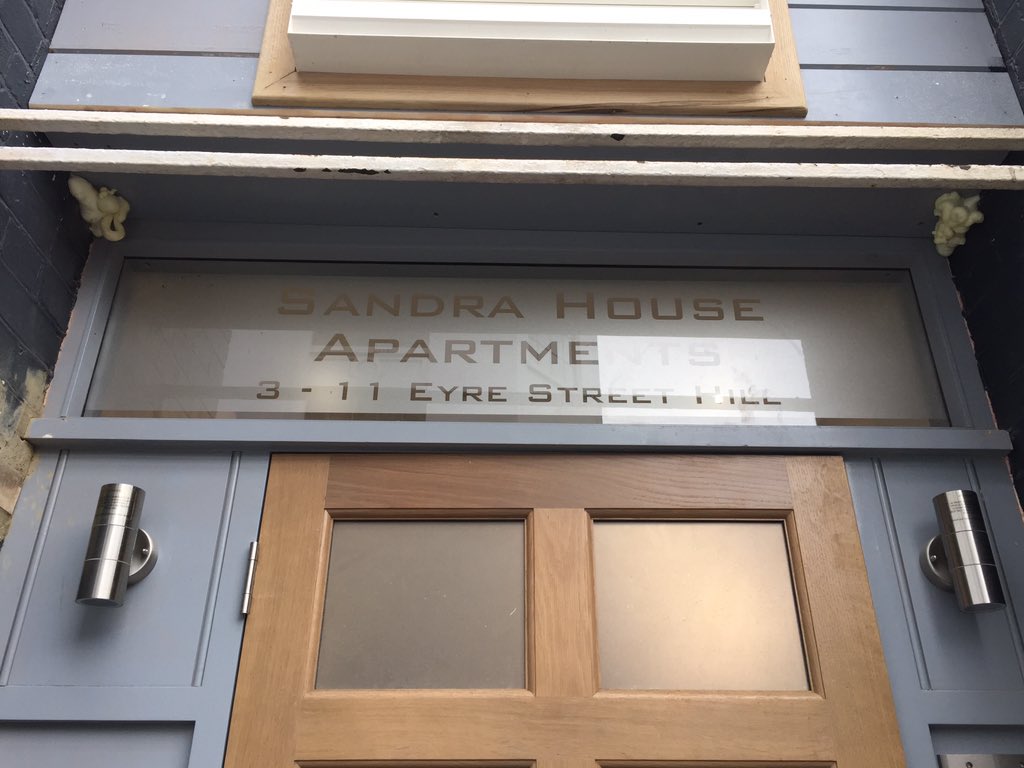 Sandra House
Apartments
3 - 11 Eyre Street Hill